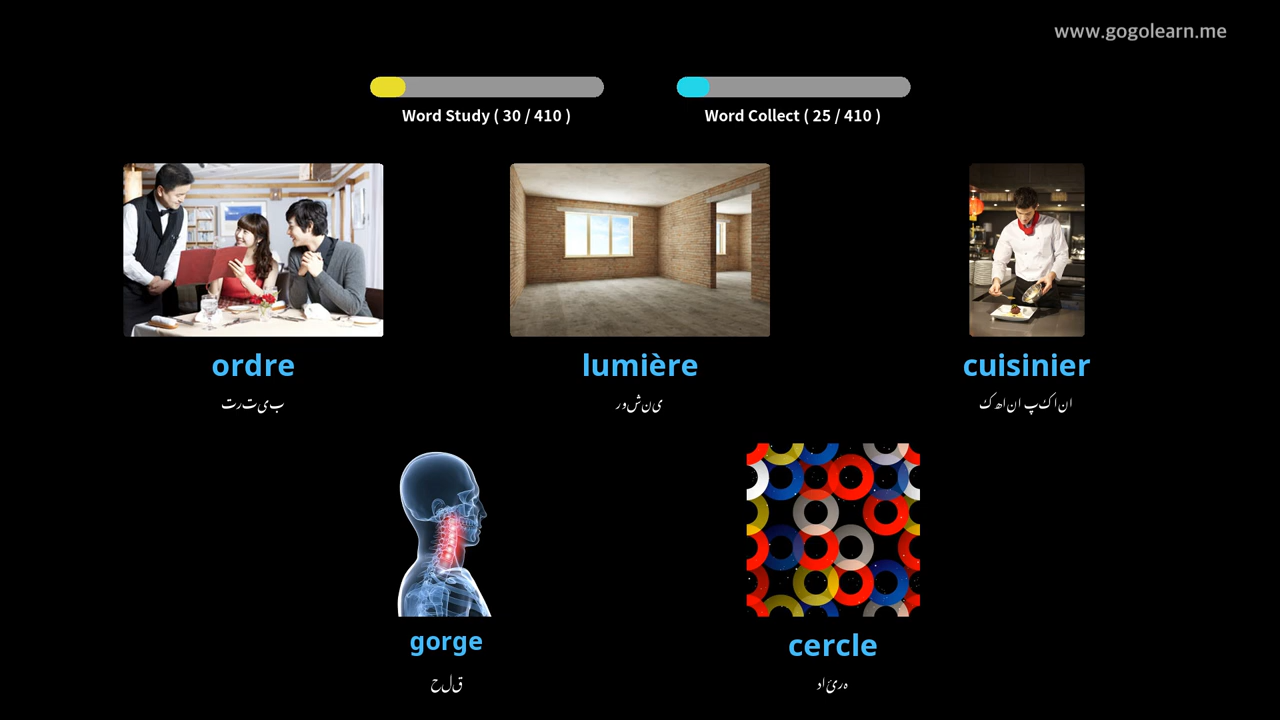 www.gogolearn.me
Word Study ( 30 / 410 )
Word Collect ( 25 / 410 )
ordre
ترتیب
lumière
روشنی
cuisinier
کھانا پکانا
gorge
حلق
cercle
دائرہ